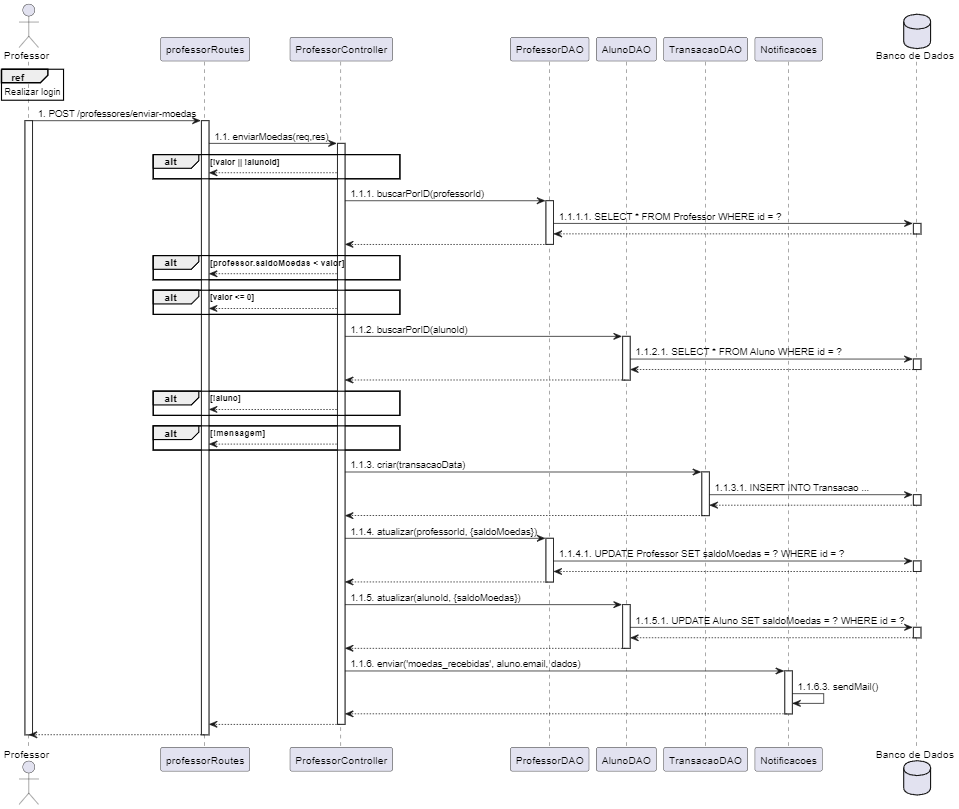 Professor
professorRoutes
ProfessorController
ProfessorDAO
AlunoDAO
TransacaoDAO
Notificacoes
Banco de Dados
ref
Realizar login
1. POST /professores/enviar-moedas
1.1. enviarMoedas(req,res)
alt
[!valor || !alunoId]
1.1.1. buscarPorID(professorId)
1.1.1.1. SELECT * FROM Professor WHERE id = ?
alt
[professor.saldoMoedas < valor]
alt
[valor <= 0]
1.1.2. buscarPorID(alunoId)
1.1.2.1. SELECT * FROM Aluno WHERE id = ?
alt
[!aluno]
alt
[!mensagem]
1.1.3. criar(transacaoData)
1.1.3.1. INSERT INTO Transacao ...
1.1.4. atualizar(professorId, {saldoMoedas})
1.1.4.1. UPDATE Professor SET saldoMoedas = ? WHERE id = ?
1.1.5. atualizar(alunoId, {saldoMoedas})
1.1.5.1. UPDATE Aluno SET saldoMoedas = ? WHERE id = ?
1.1.6. enviar('moedas_recebidas', aluno.email, dados)
1.1.6.3. sendMail()
Professor
professorRoutes
ProfessorController
ProfessorDAO
AlunoDAO
TransacaoDAO
Notificacoes
Banco de Dados